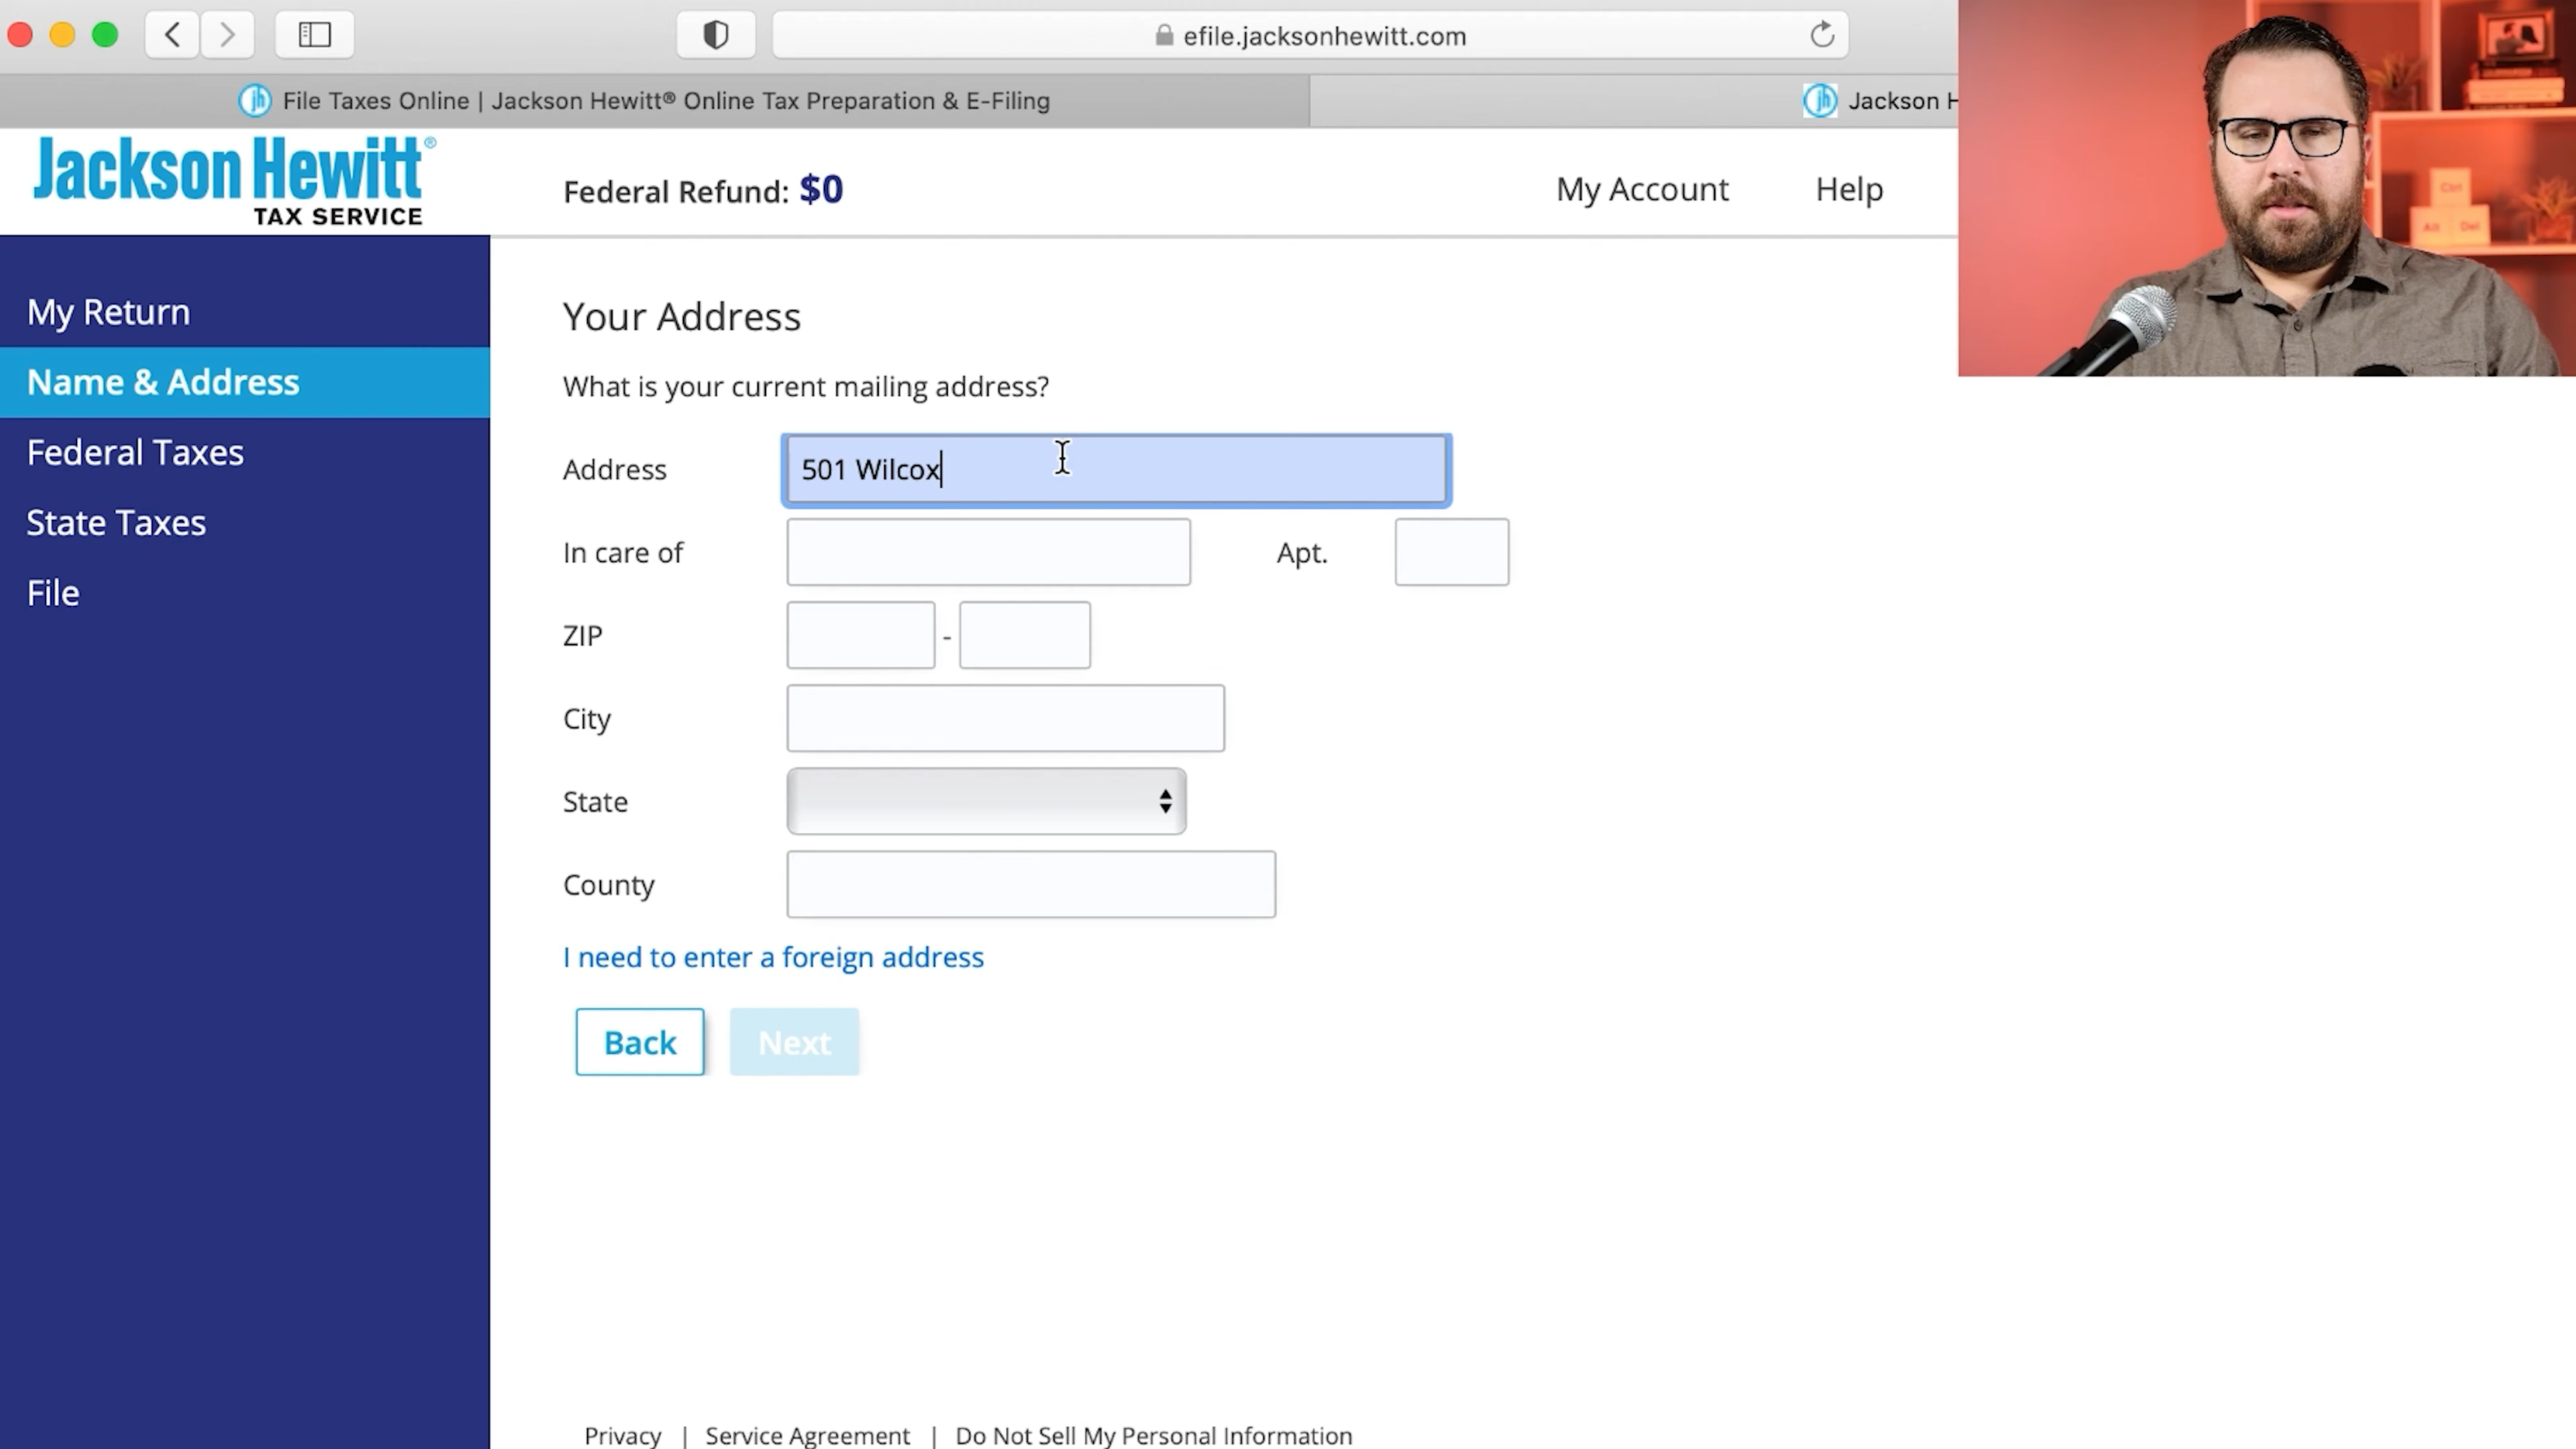 efile.jacksonhewitt.com
File Taxes Online | Jackson Hewitt® Online Tax Preparation & E-Filing
Jackson H
Jackson Hewitt®
TAX SERVICE
Federal Refund: $0
My Account
Help
My Return
Name & Address
Federal Taxes
State Taxes
File
Your Address
What is your current mailing address?
Address 501 Wilcox
In care of
Apt.
ZIP -
City
State
County
I need to enter a foreign address
Back Next
Privacy | Service Agreement | Do Not Sell My Personal Information
Ctrl
Alt Del